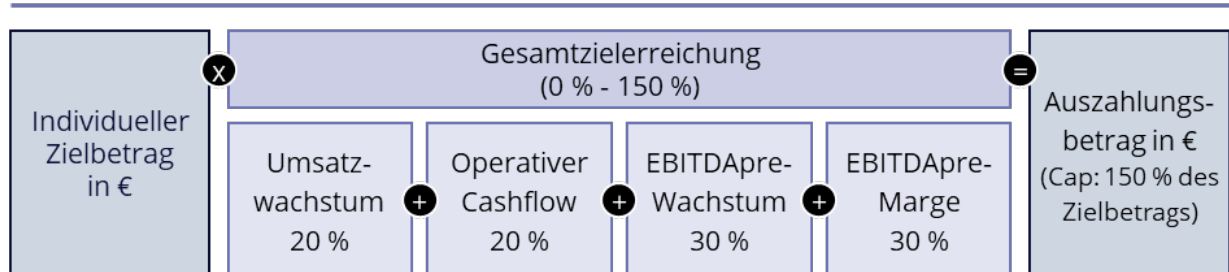 Individueller
Zielbetrag
in €
x
Gesamtzielerreichung
(0 % - 150 %)
=
Umsatz-
wachstum
20 %
+
Operativer
Cashflow
20 %
+
EBITDApre-
Wachstum
30 %
+
EBITDApre-
Marge
30 %
Auszahlungs-
betrag in €
(Cap: 150 % des
Zielbetrags)